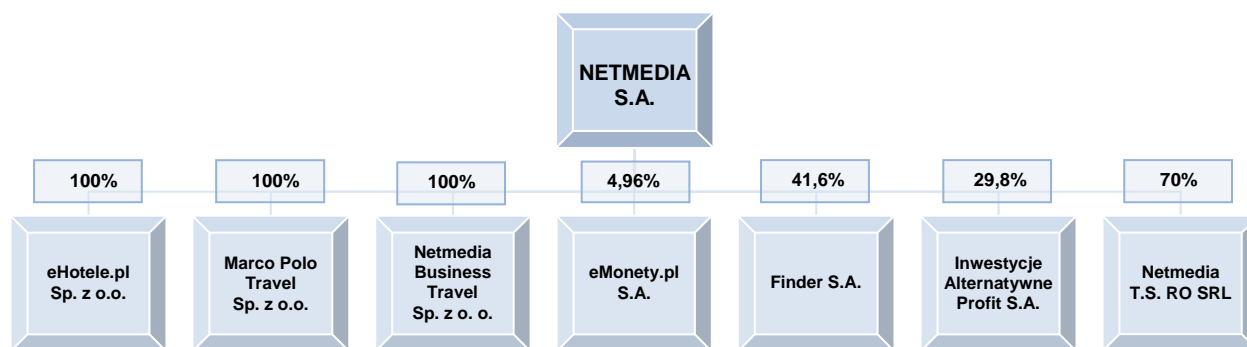 NETMEDIA
S.A.
100%
100%
100%
4,96%
41,6%
29,8%
70%
eHotele.pl
Sp. z o.o.
Marco Polo
Travel
Sp. z o.o.
Netmedia
Business
Travel
Sp. z o. o.
eMonety.pl
S.A.
Finder S.A.
Inwestycje
Alternatywne
Profit S.A.
Netmedia
T.S. RO SRL